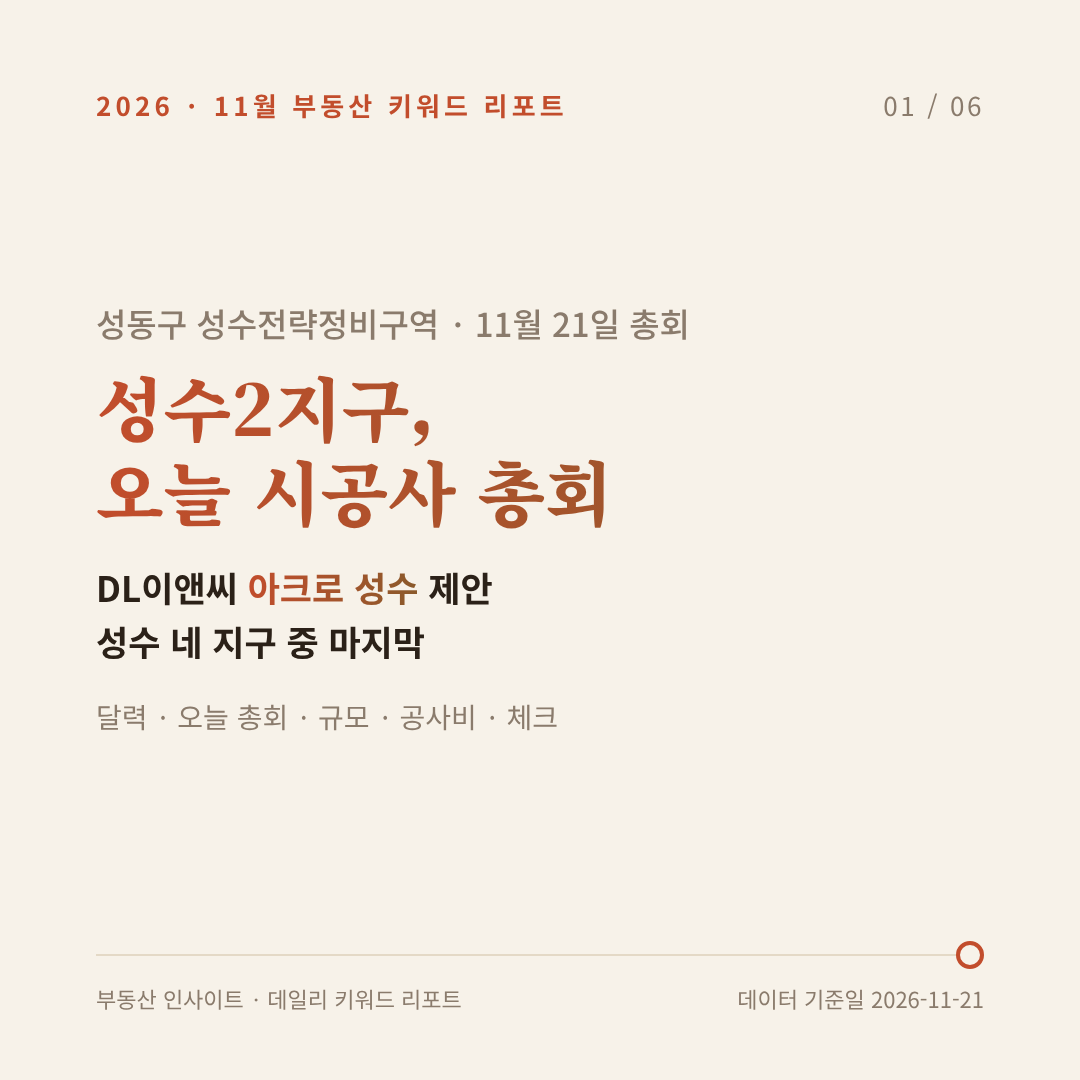 2026 · 11월 부동산 키워드 리포트
01 / 06
성동구 성수전략정비구역 · 11월 21일 총회
성수2지구,
오늘 시공사 총회
DL이앤씨 아크로 성수 제안
성수 네 지구 중 마지막
달력 · 오늘 총회 · 규모 · 공사비 · 체크
부동산 인사이트 · 데일리 키워드 리포트
데이터 기준일 2026-11-21